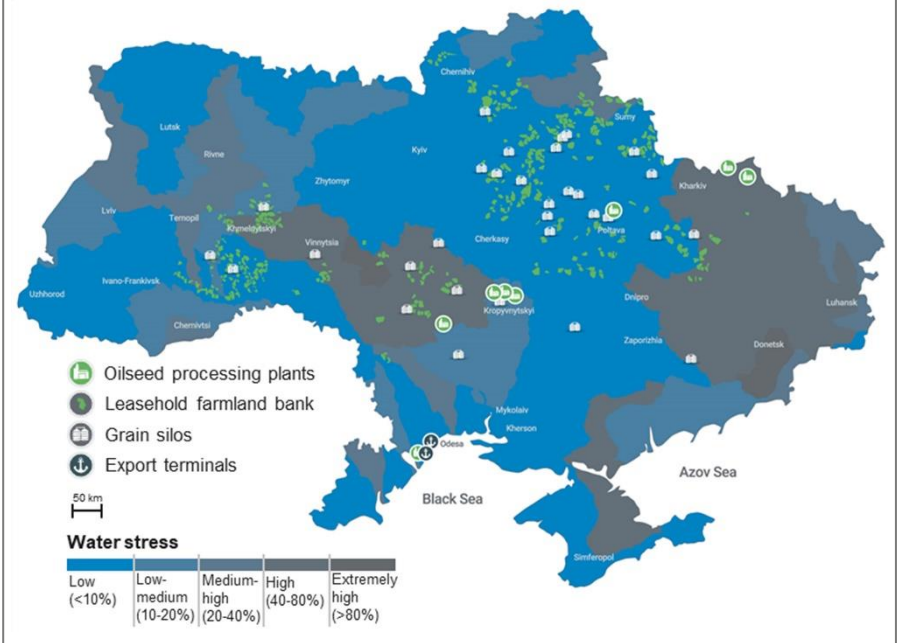 Chernihiv
Sumy
Lutsk
Rivne
Kyiv
Zhytomyr
Kharkiv
Lviv
Ternopil
Khmelnytskyi
Vinnytsia
Cherkasy
Poltava
Uzhhorod
Ivano-Frankivsk
Chernivtsi
Kropyvnytskyi
Dnipro
Luhansk
Zaporizhia
Donetsk
Oilseed processing plants
Leasehold farmland bank
Grain silos
Export terminals
Mykolaiv
Kherson
Odesa
Azov Sea
Black Sea
50 km
Simferopol
Water stress
Low
(<10%)
Low-
medium
(10-20%)
Medium-
high
(20-40%)
High
(40-80%)
Extremely
high
(>80%)